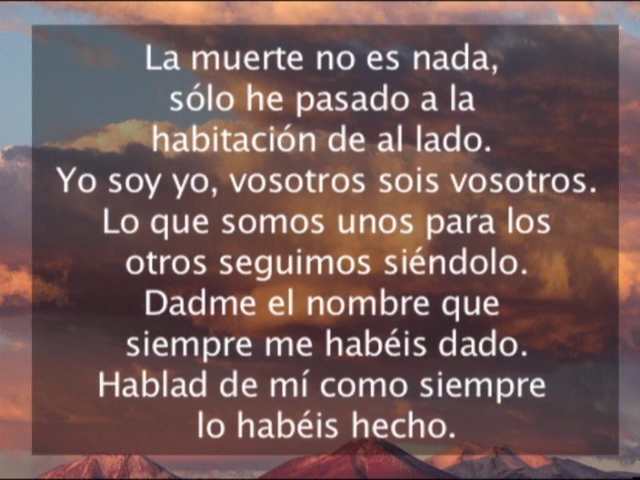 La muerte no es nada,
sólo he pasado a la
habitación de al lado.
Yo soy yo, vosotros sois vosotros.
Lo que somos unos para los
otros seguimos siéndolo.
Dadme el nombre que
siempre me habéis dado.
Hablad de mí como siempre
lo habéis hecho.